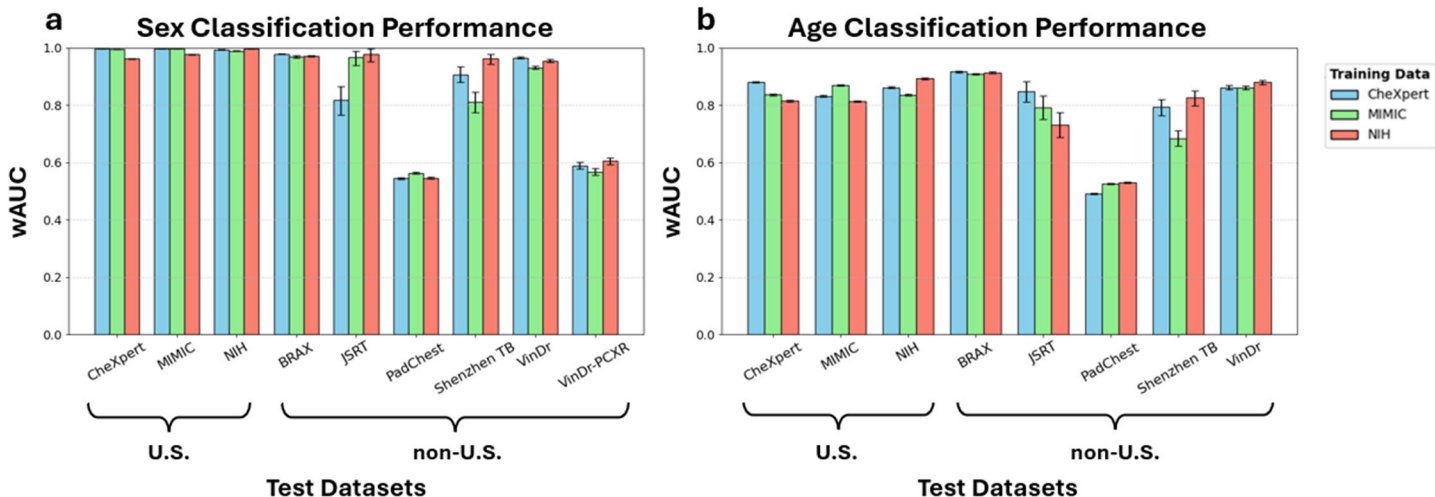 a
Sex Classification Performance
wAUC
1.0
0.8
0.6
0.4
0.2
0.0
CheXpert
MIMIC
NIH
BRAX
JSRT
PadChest
Shenzhen TB
VinDr
VinDr-PCXR
U.S.
non-U.S.
Test Datasets
b
Age Classification Performance
wAUC
1.0
0.8
0.6
0.4
0.2
0.0
CheXpert
MIMIC
NIH
BRAX
JSRT
PadChest
Shenzhen TB
VinDr
U.S.
non-U.S.
Test Datasets
Training Data
CheXpert
MIMIC
NIH